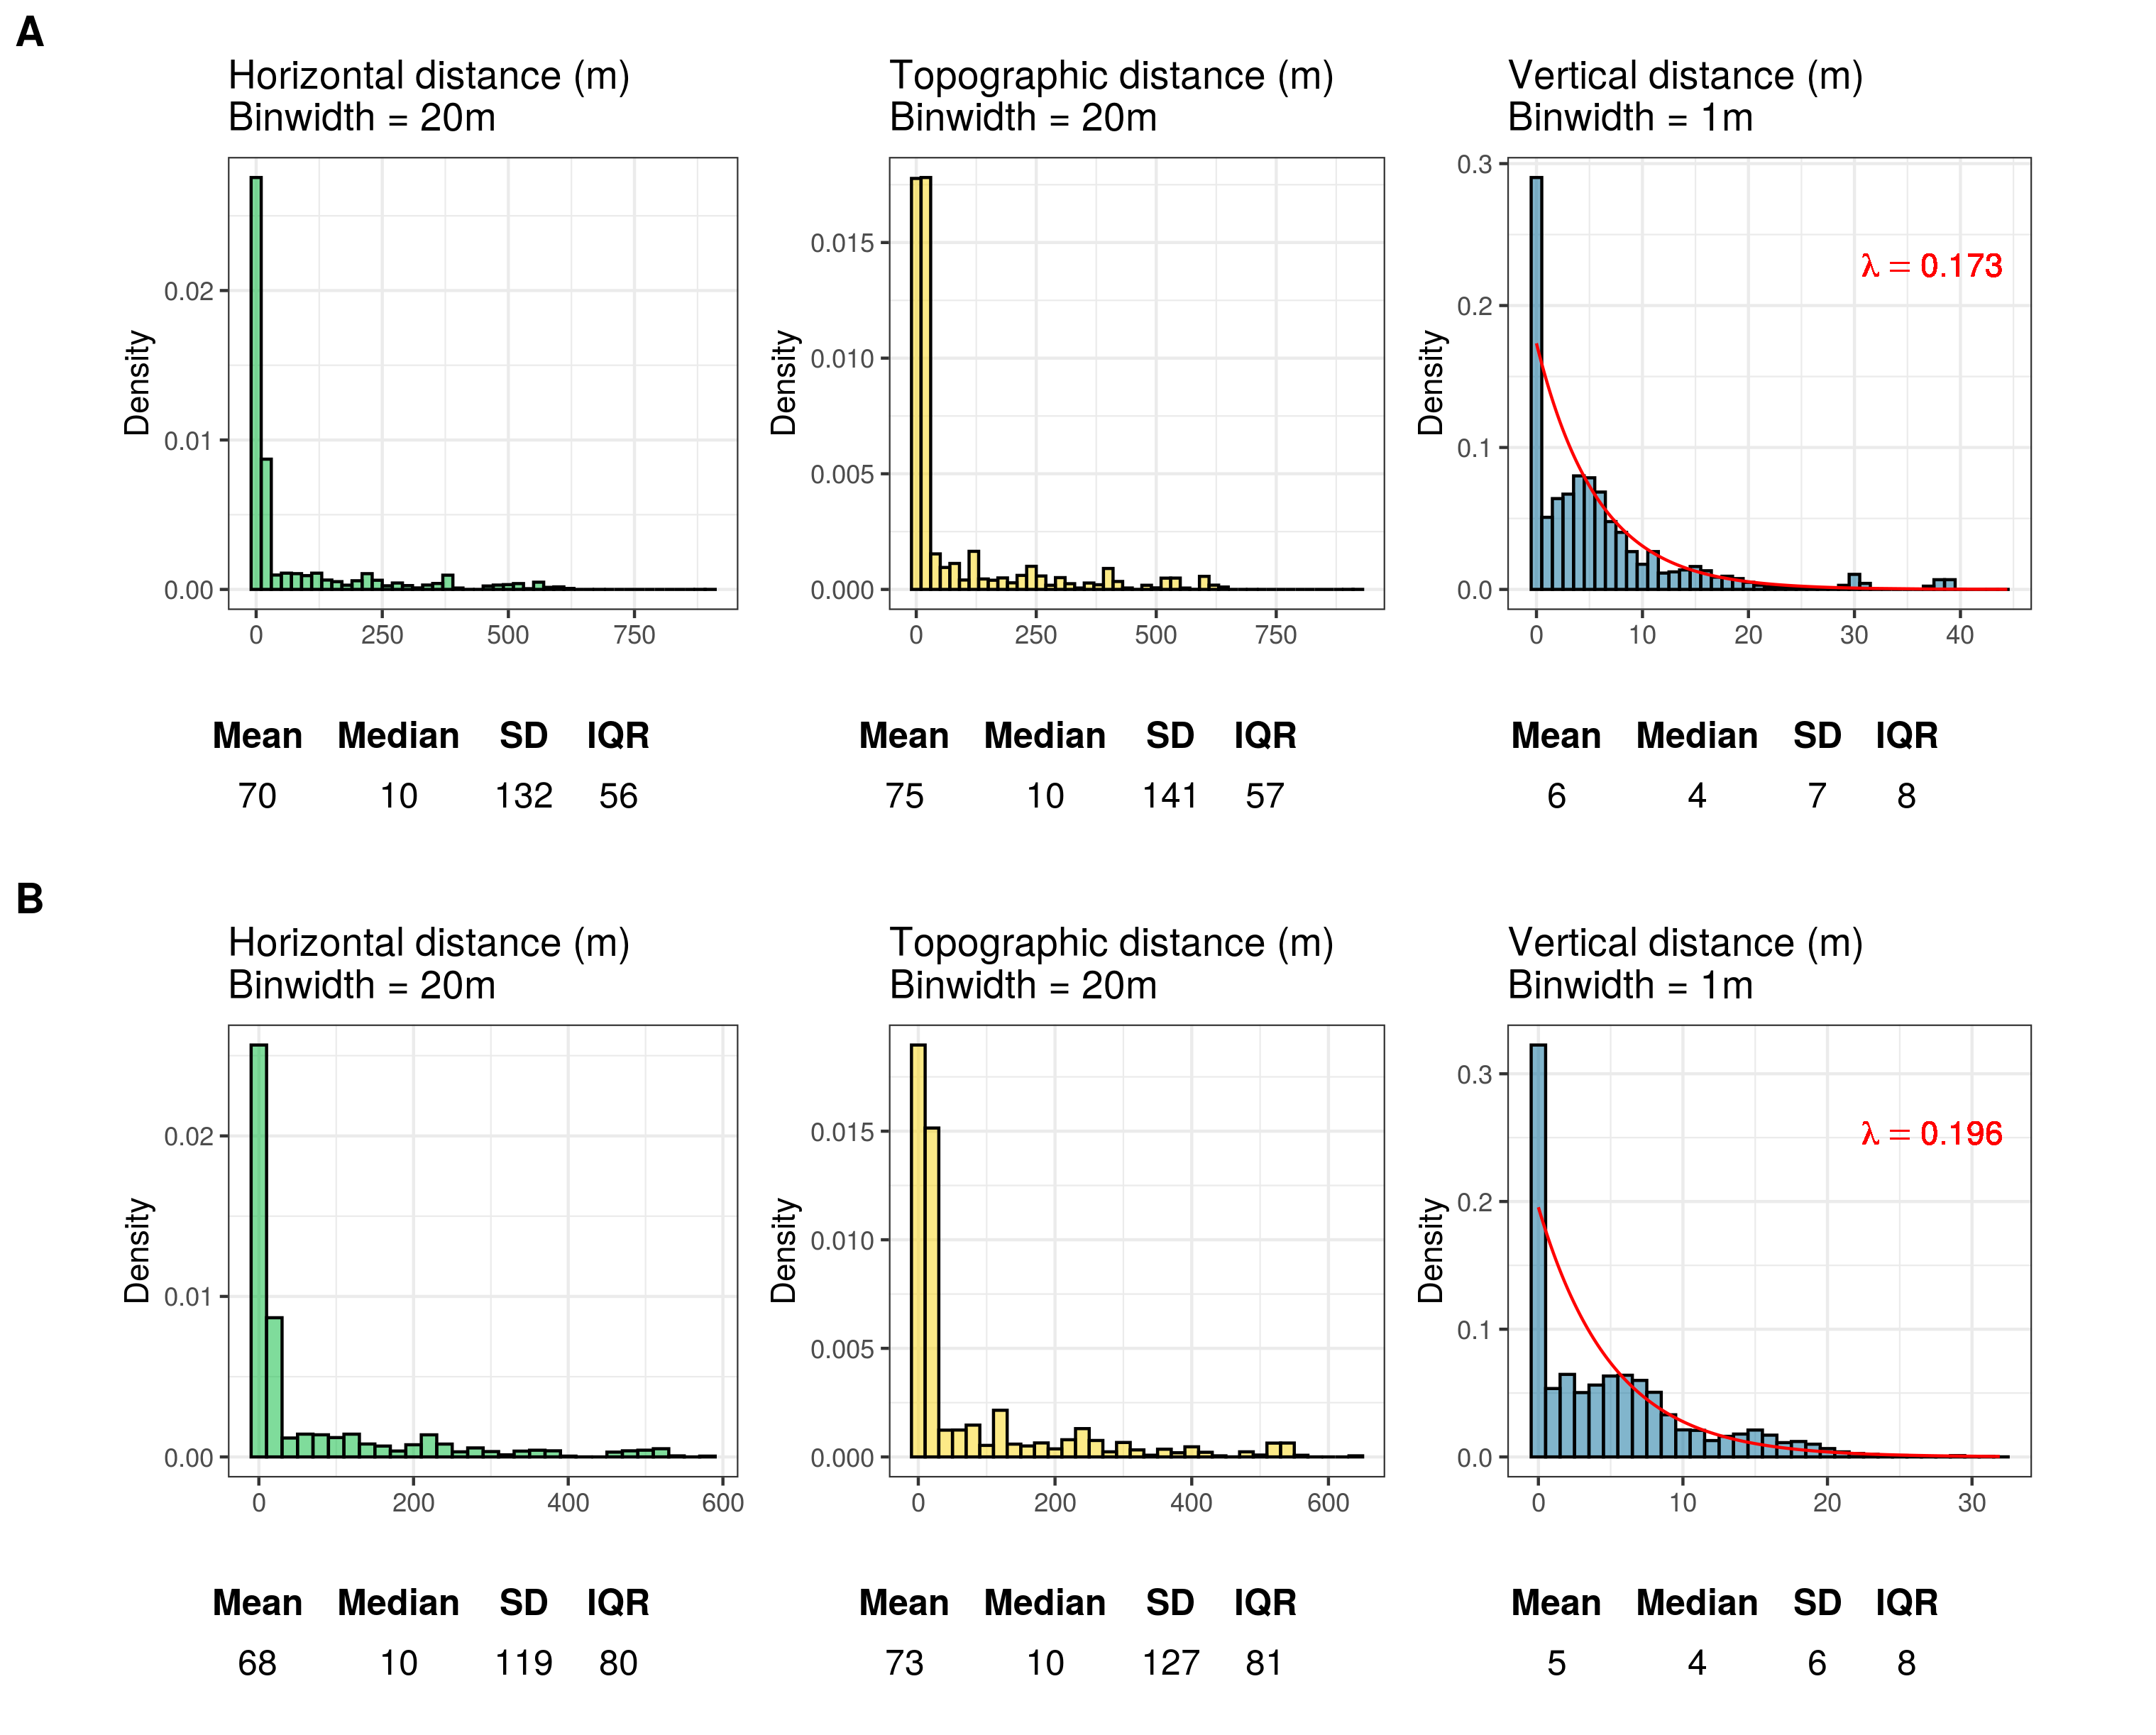 A
Horizontal distance (m)
Binwidth = 20m
Density
0.02
0.01
0.00
0 250 500 750
Mean Median SD IQR
70 10 132 56
Topographic distance (m)
Binwidth = 20m
Density
0.015
0.010
0.005
0.000
0 250 500 750
Mean Median SD IQR
75 10 141 57
Vertical distance (m)
Binwidth = 1m
Density
0.3
0.2
0.1
0.0
λ = 0.173
0 10 20 30 40
Mean Median SD IQR
6 4 7 8
B
Horizontal distance (m)
Binwidth = 20m
Density
0.02
0.01
0.00
0 200 400 600
Mean Median SD IQR
68 10 119 80
Topographic distance (m)
Binwidth = 20m
Density
0.015
0.010
0.005
0.000
0 200 400 600
Mean Median SD IQR
73 10 127 81
Vertical distance (m)
Binwidth = 1m
Density
0.3
0.2
0.1
0.0
λ = 0.196
0 10 20 30
Mean Median SD IQR
5 4 6 8